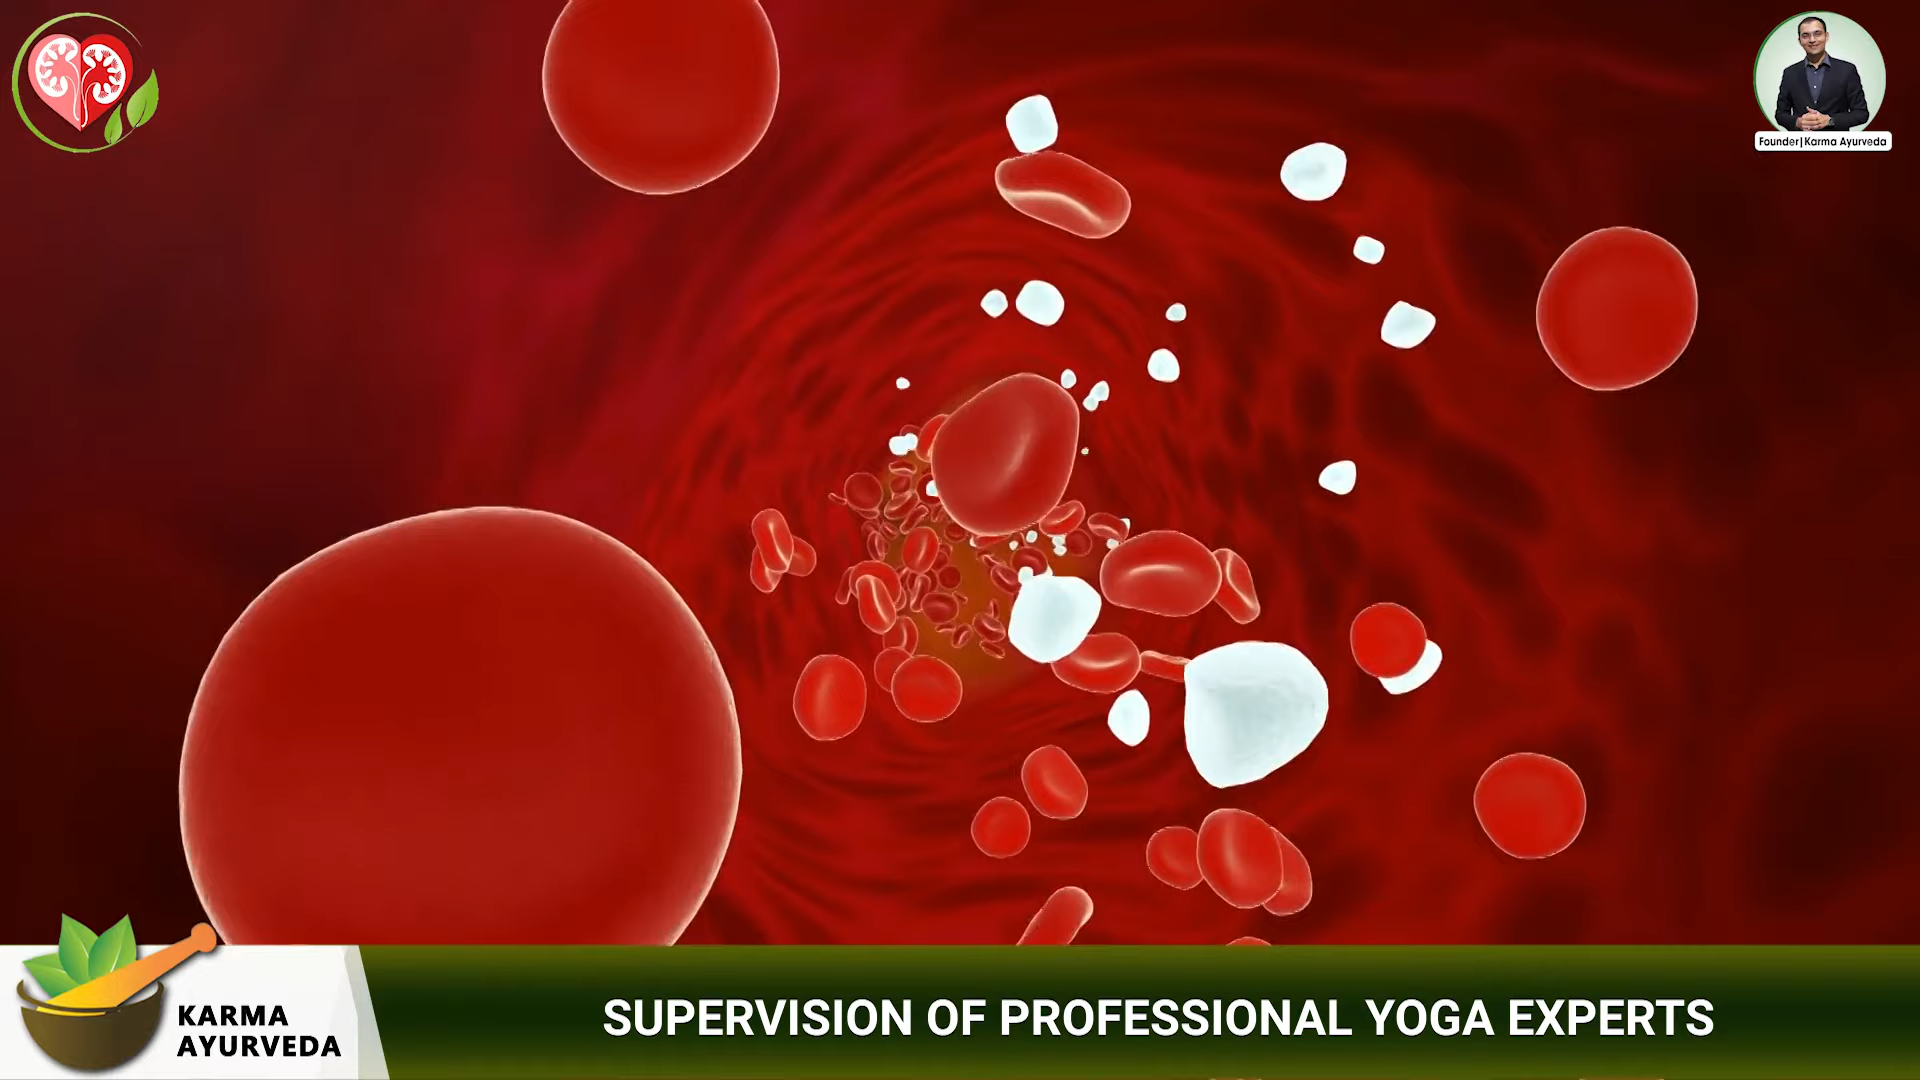 Founder|Karma Ayurveda
KARMA
AYURVEDA
SUPERVISION OF PROFESSIONAL YOGA EXPERTS